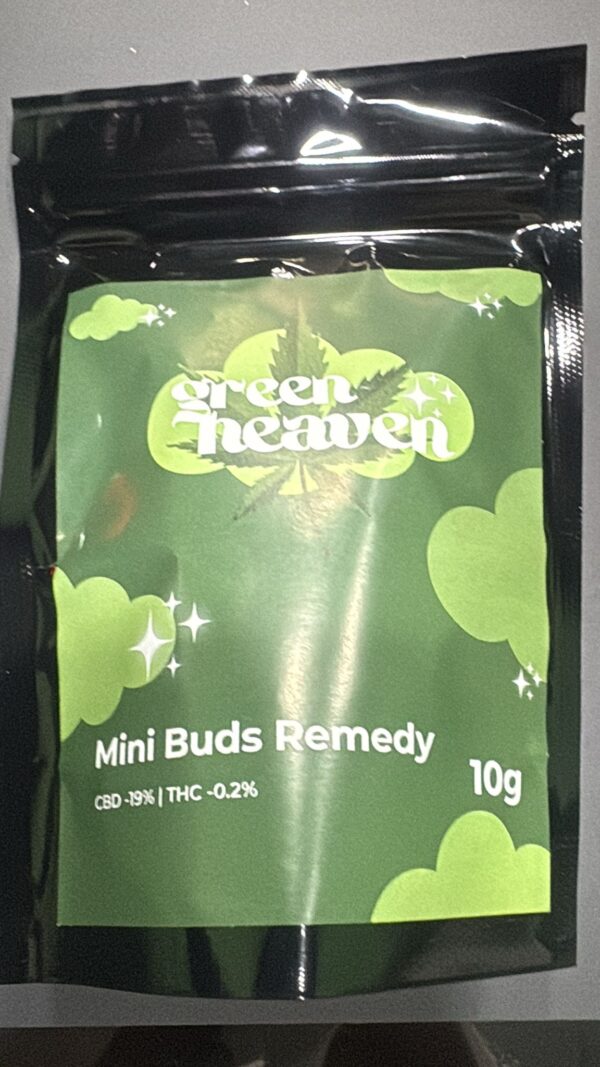 green
heaven
Mini Buds Remedy
CBD -19% | THC -0.2%
10g